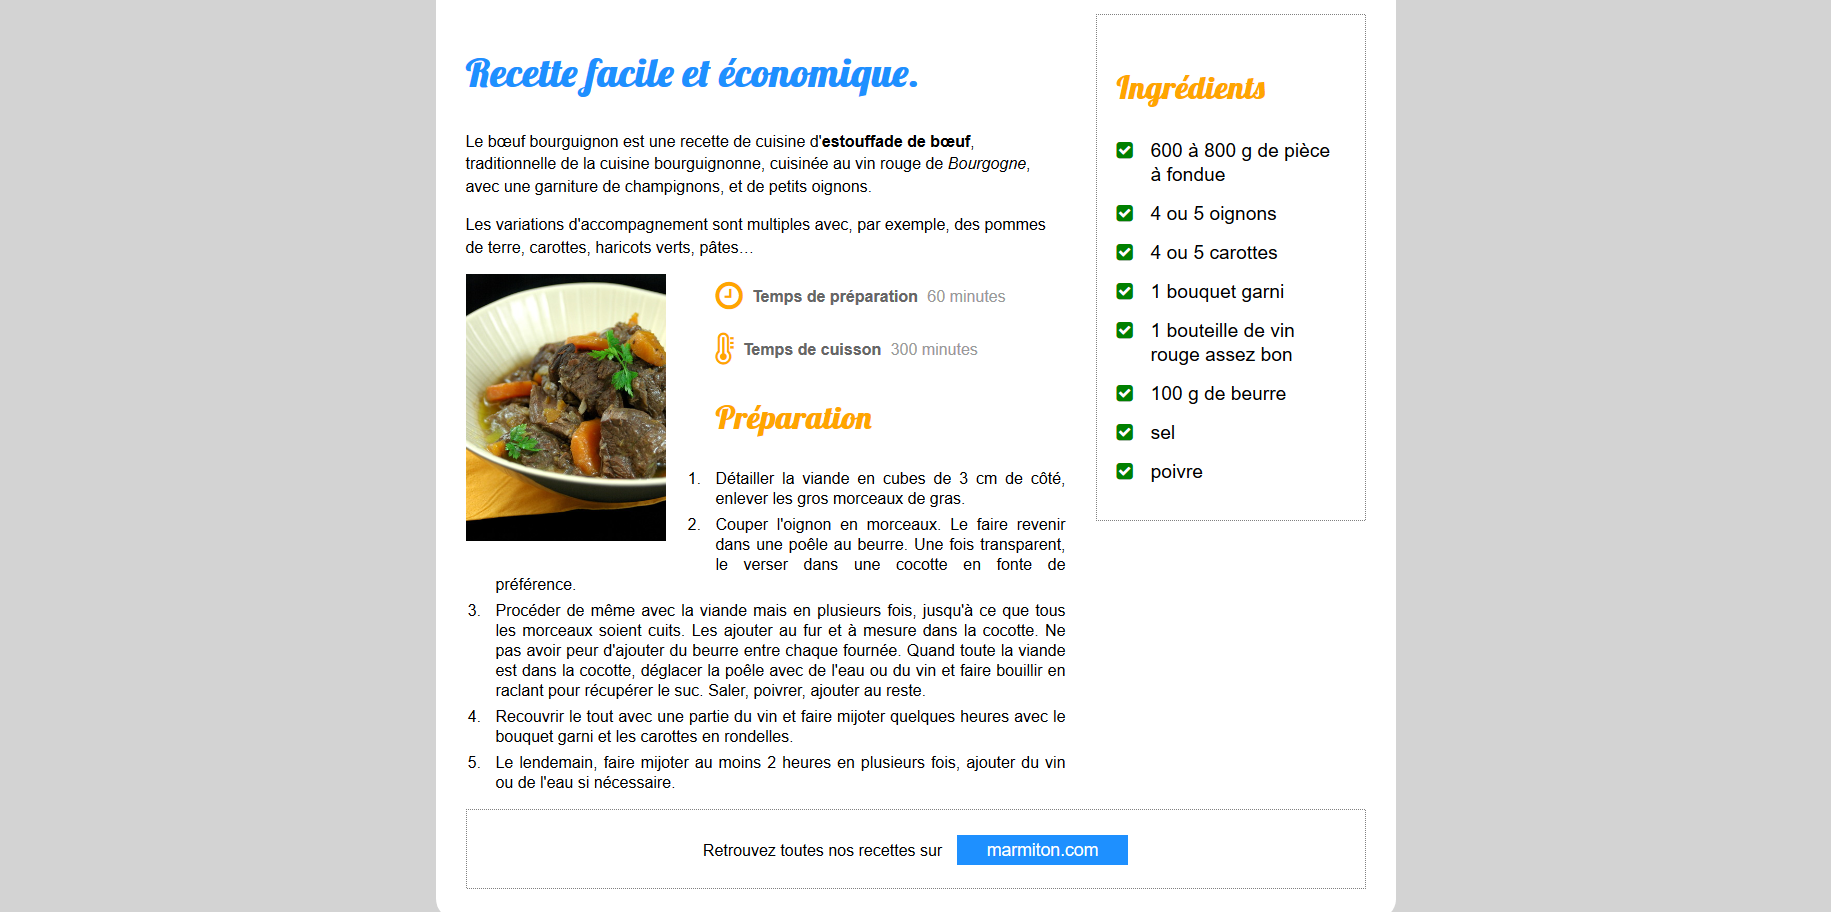 Recette facile et économique.
Le bœuf bourguignon est une recette de cuisine d'estouffade de bœuf,
traditionnelle de la cuisine bourguignonne, cuisinée au vin rouge de Bourgogne,
avec une garniture de champignons, et de petits oignons.
Les variations d'accompagnement sont multiples avec, par exemple, des pommes
de terre, carottes, haricots verts, pâtes…
Temps de préparation 60 minutes
Temps de cuisson 300 minutes
Préparation
1. Détailler la viande en cubes de 3 cm de côté,
enlever les gros morceaux de gras.
2. Couper l'oignon en morceaux. Le faire revenir
dans une poêle au beurre. Une fois transparent,
le verser dans une cocotte en fonte de
préférence.
3. Procéder de même avec la viande mais en plusieurs fois, jusqu'à ce que tous
les morceaux soient cuits. Les ajouter au fur et à mesure dans la cocotte. Ne
pas avoir peur d'ajouter du beurre entre chaque fournée. Quand toute la viande
est dans la cocotte, déglacer la poêle avec de l'eau ou du vin et faire bouillir en
raclant pour récupérer le suc. Saler, poivrer, ajouter au reste.
4. Recouvrir le tout avec une partie du vin et faire mijoter quelques heures avec le
bouquet garni et les carottes en rondelles.
5. Le lendemain, faire mijoter au moins 2 heures en plusieurs fois, ajouter du vin
ou de l'eau si nécessaire.
Ingrédients
600 à 800 g de pièce
à fondue
4 ou 5 oignons
4 ou 5 carottes
1 bouquet garni
1 bouteille de vin
rouge assez bon
100 g de beurre
sel
poivre
Retrouvez toutes nos recettes sur marmiton.com